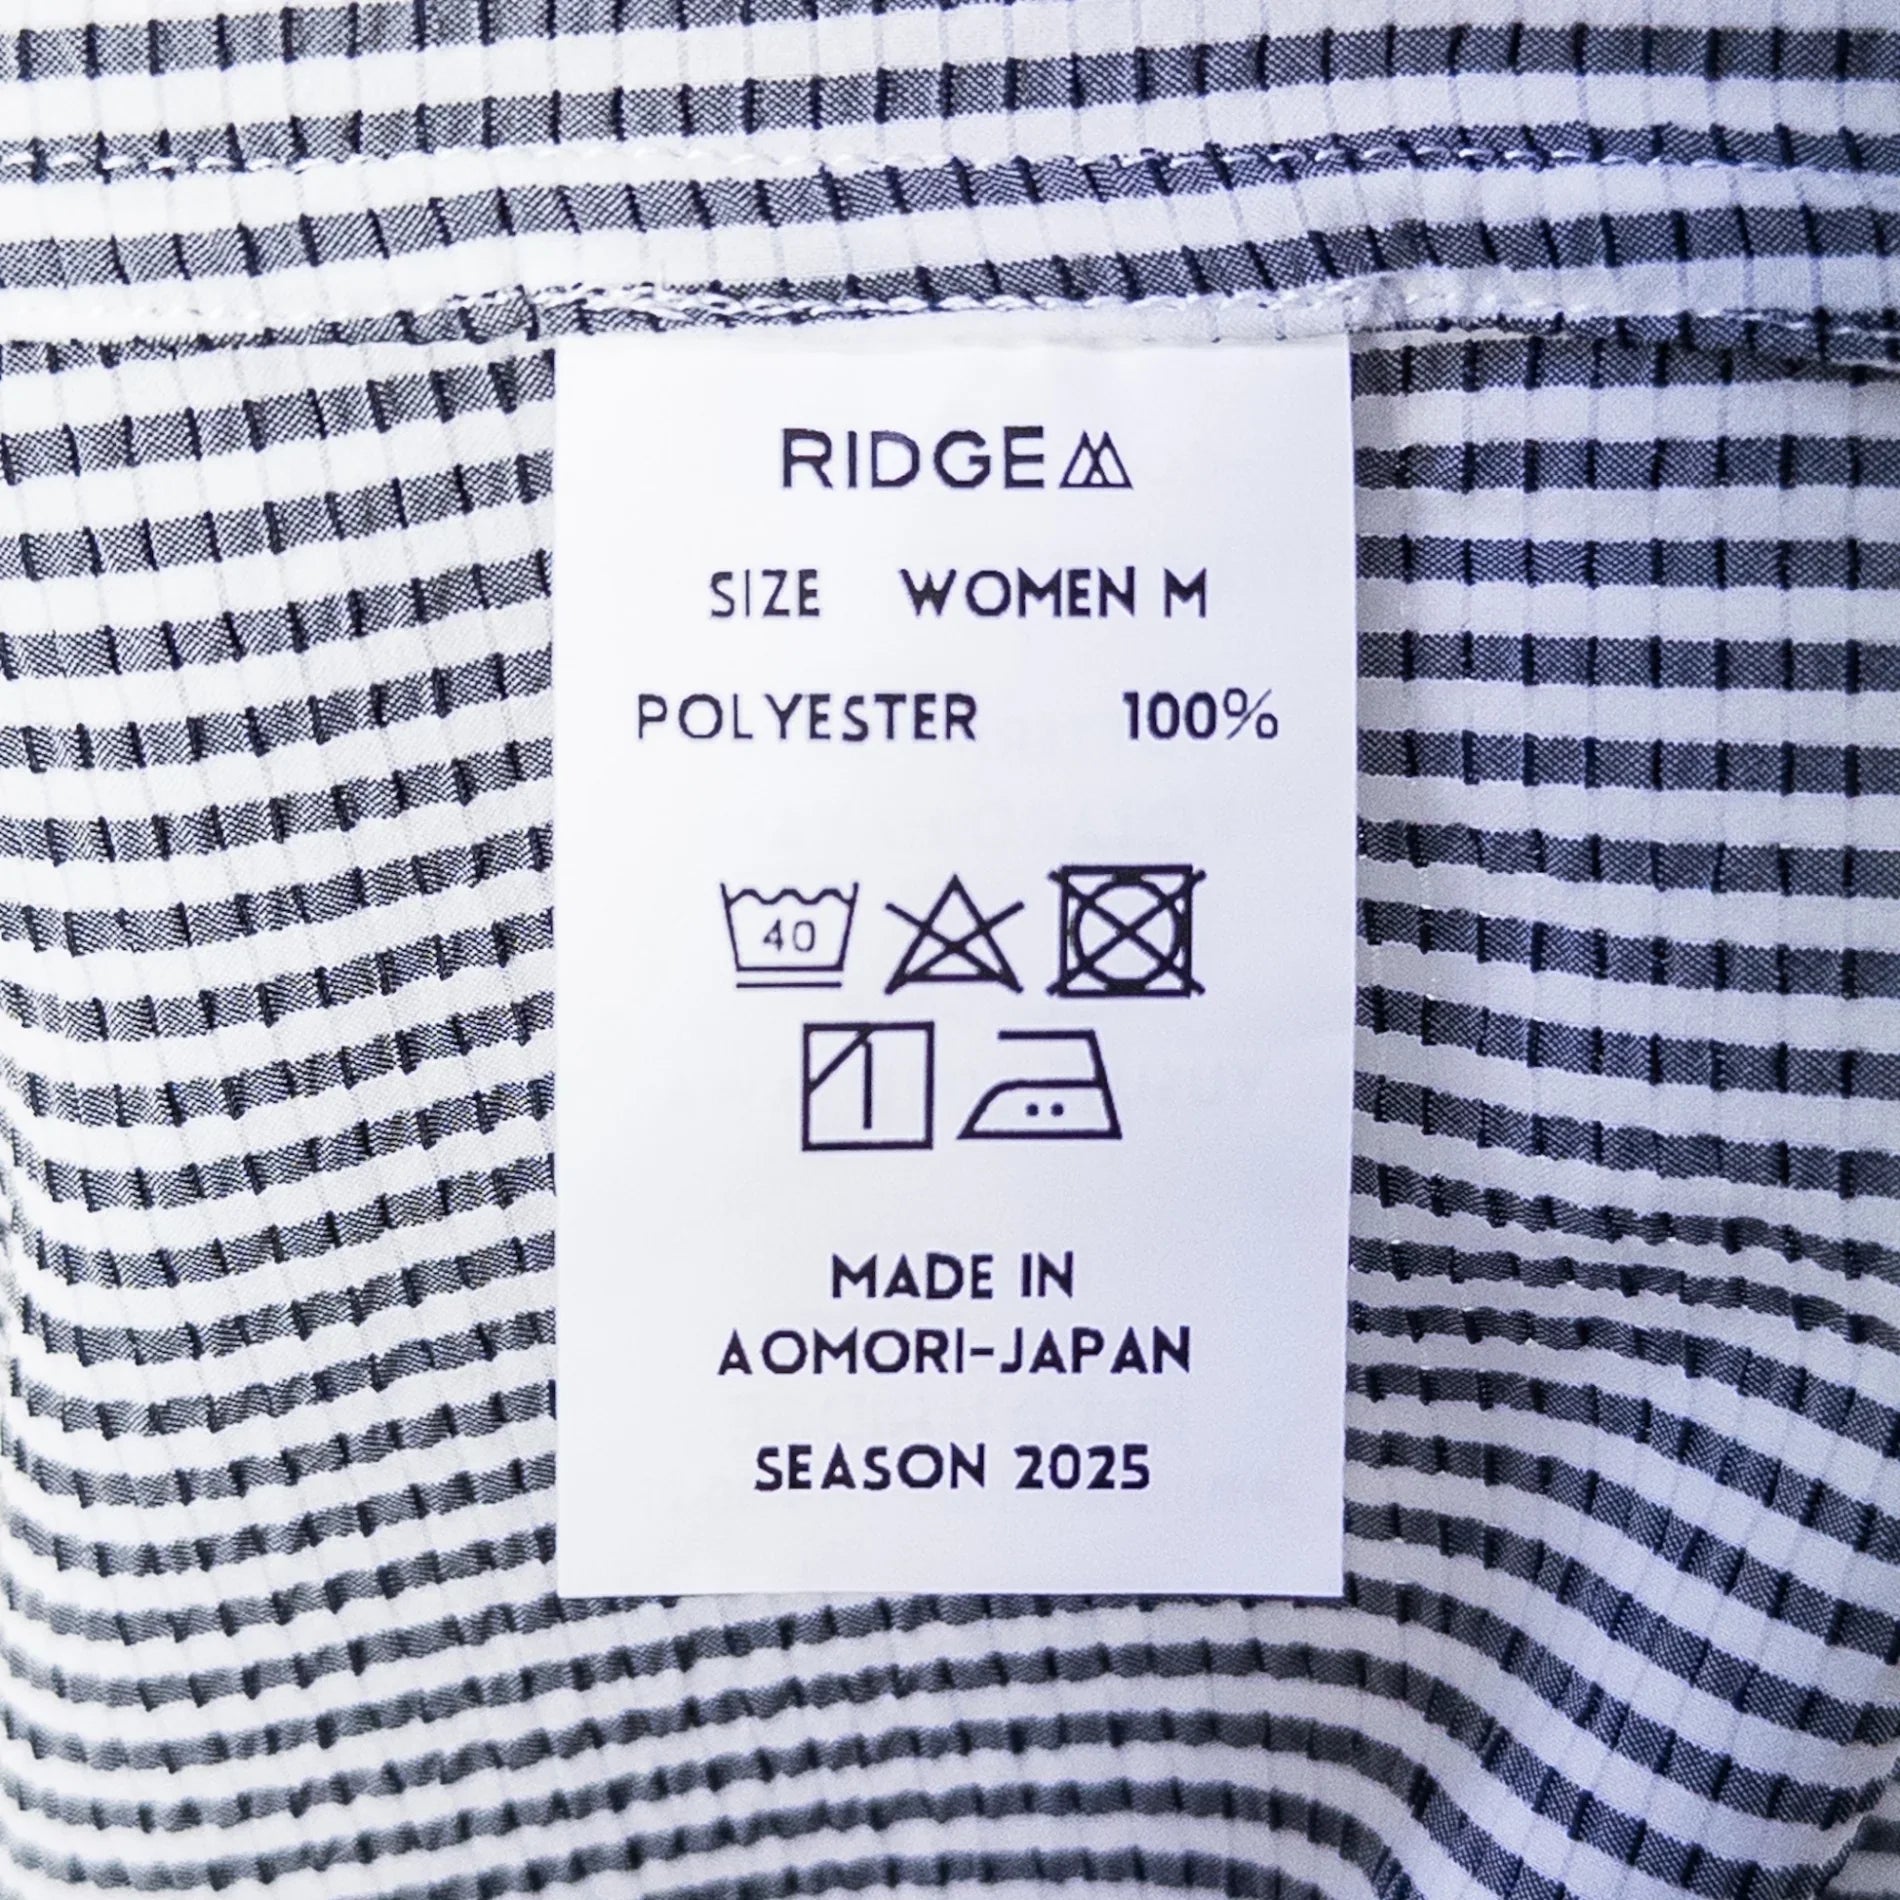 RIDGE
SIZE WOMEN M
POLYESTER 100%
40
MADE IN
AOMORI-JAPAN
SEASON 2025